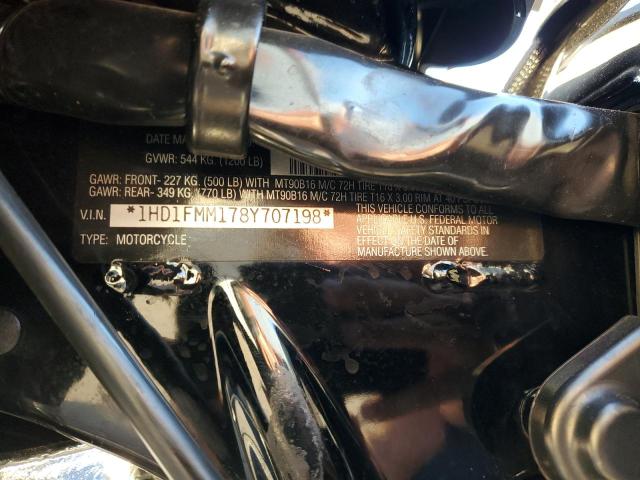 DATE MA
GVWR: 544 KG. (1200 LB)
GAWR: FRONT- 227 KG. (500 LB) WITH MT90B16 M/C 72H TIRE
GAWR: REAR- 349 KG. (770 LB) WITH MT90B16 M/C 72H TIRE 116 X 3.00 RIM AT 40
V.I.N. *1HD1FMM178Y707198*
TYPE: MOTORCYCLE
THIS VEHICLE CONFORMS TO ALL
U.S. FEDERAL MOTOR
VEHICLE SAFETY STANDARDS IN
EFFECT ON THE DATE OF
MANUFACTURE SHOWN ABOVE.